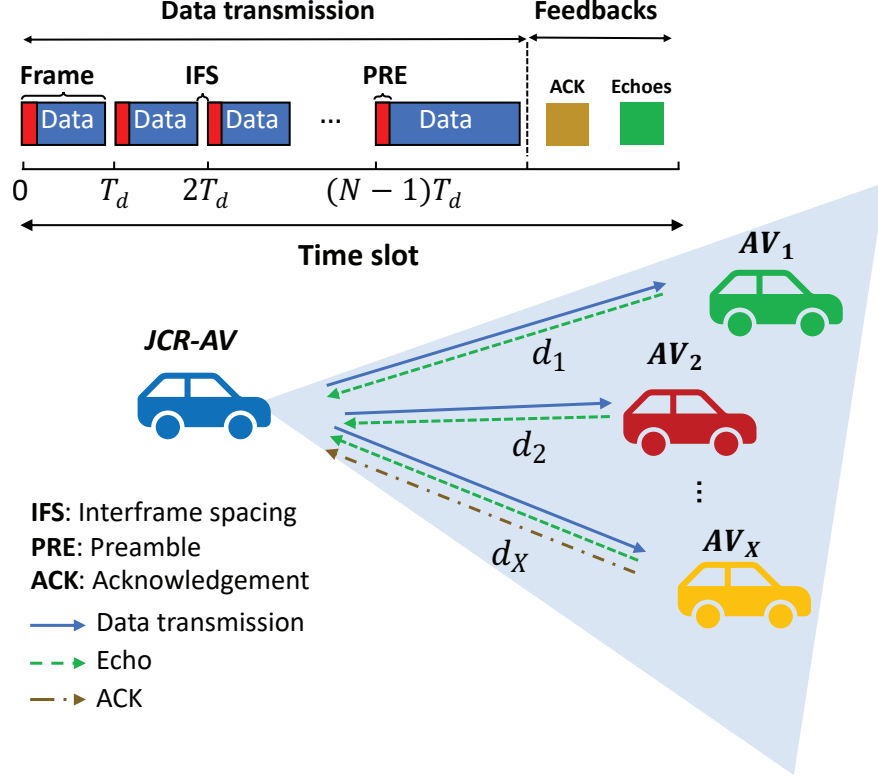 Data transmission
Feedbacks
Frame
IFS
PRE
ACK
Echoes
Data
Data
Data
...
Data
0
T_d
2T_d
(N − 1)T_d
Time slot
AV_1
JCR-AV
AV_2
d_1
d_2
...
AV_X
d_X
IFS: Interframe spacing
PRE: Preamble
ACK: Acknowledgement
Data transmission
Echo
ACK